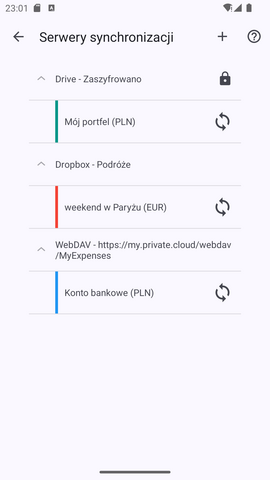 23:01
Serwery synchronizacji
Drive - Zaszyfrowano
Mój portfel (PLN)
Dropbox - Podróże
weekend w Paryżu (EUR)
WebDAV - https://my.private.cloud/webdav
/MyExpenses
Konto bankowe (PLN)